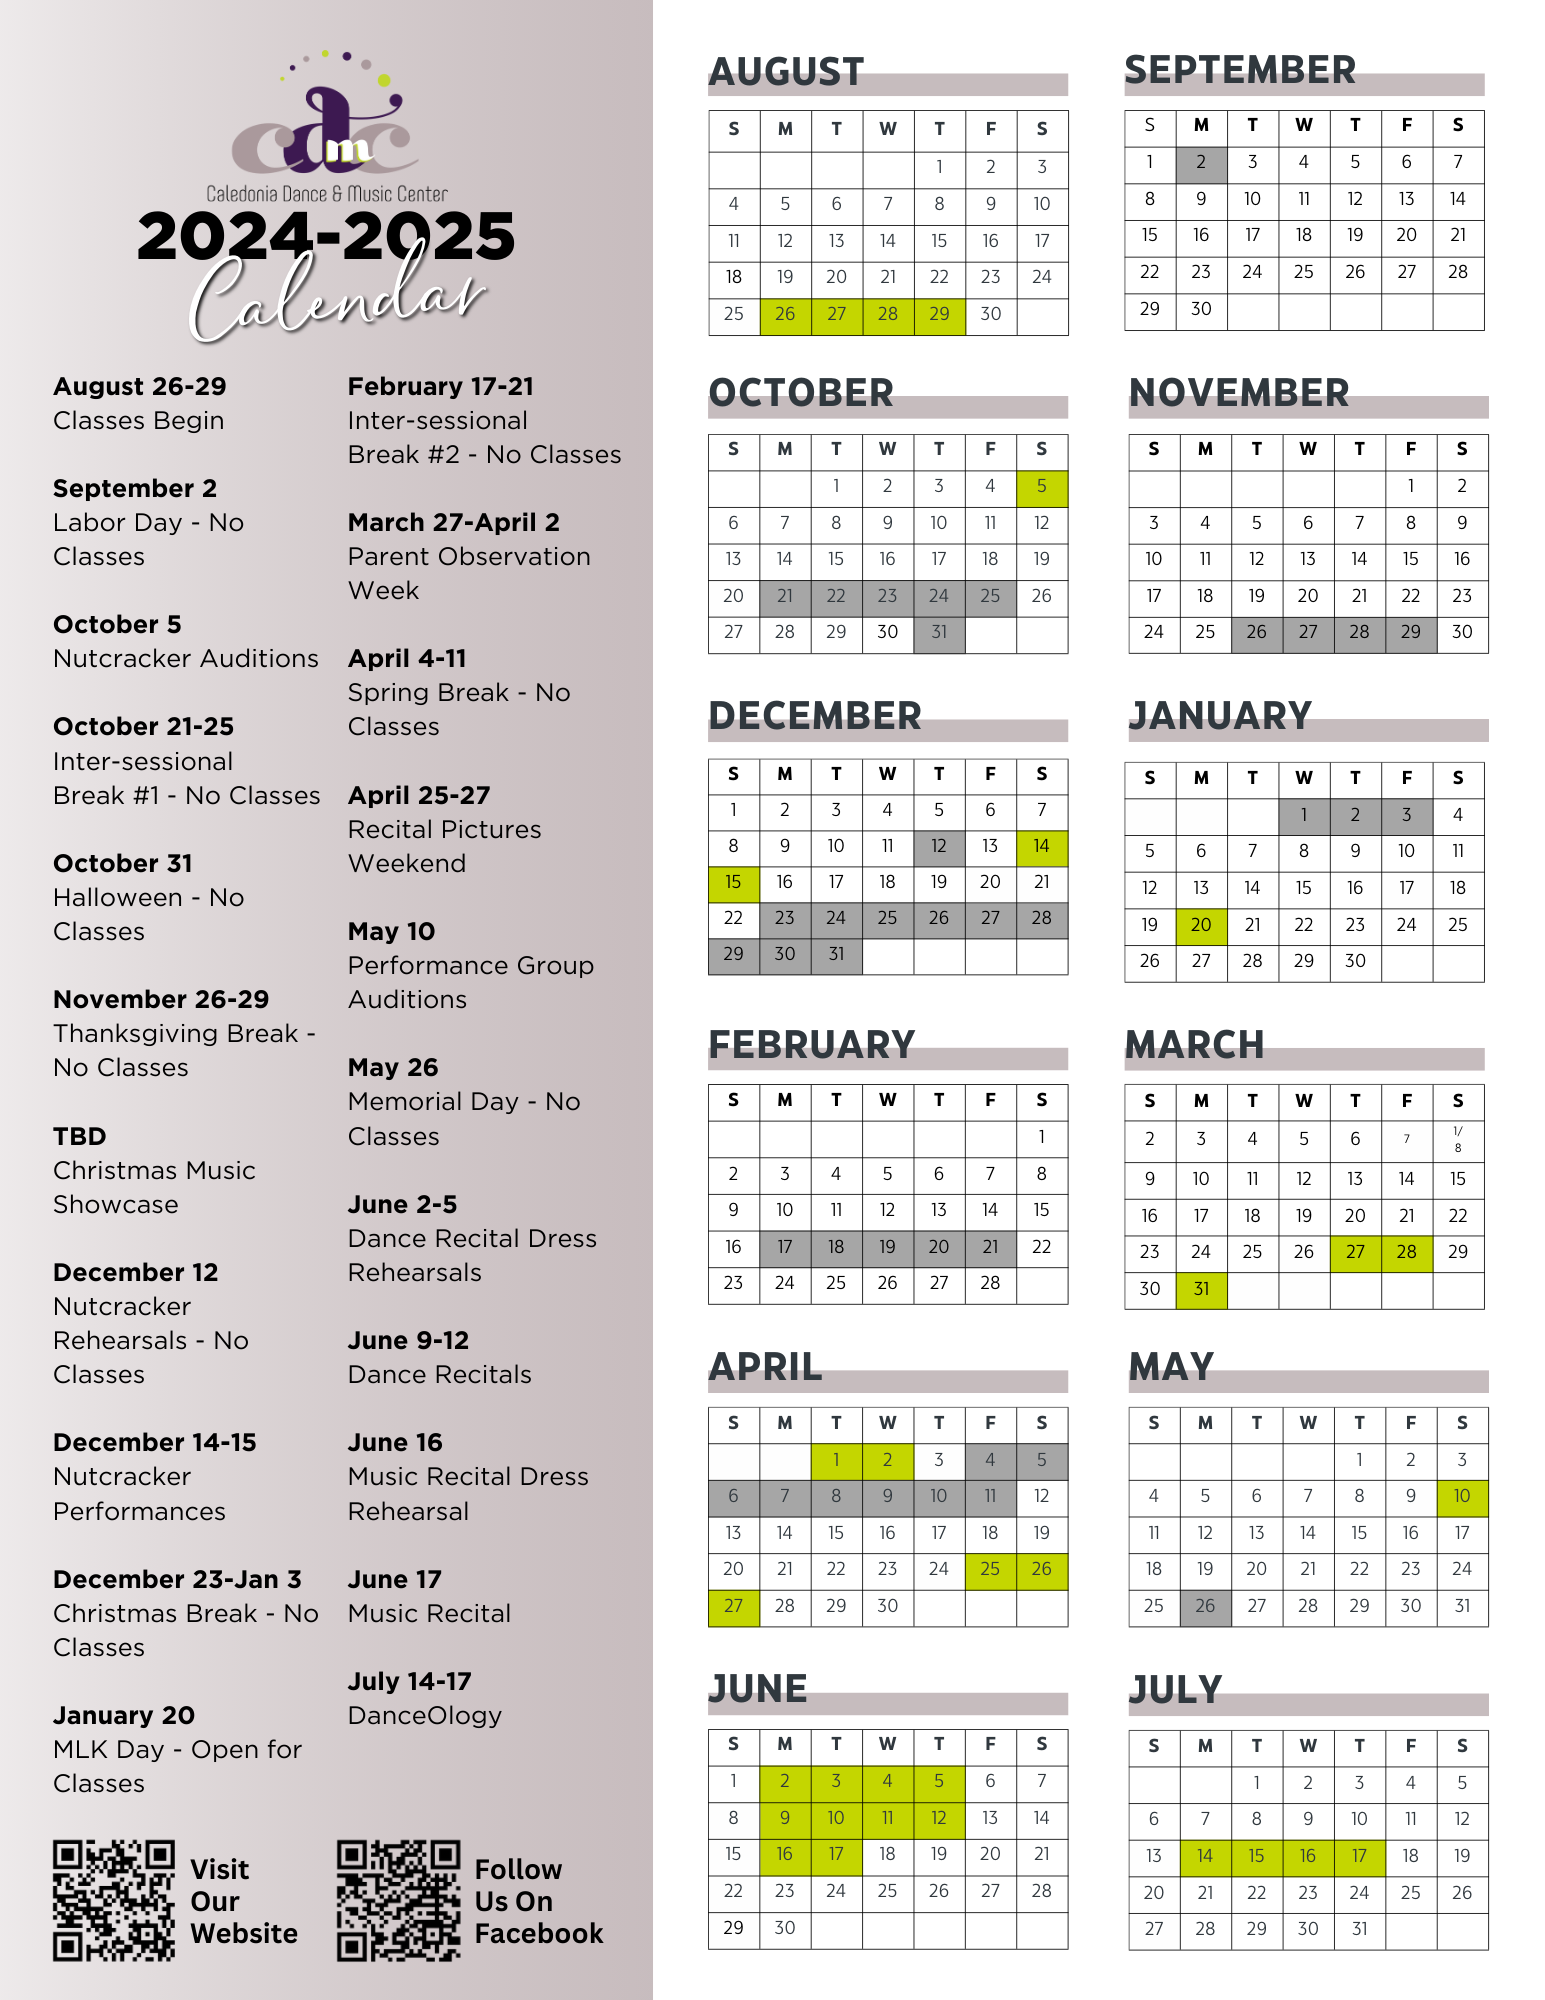 cdmc
Caledonia Dance & Music Center
2024-2025
Calendar
August 26-29
Classes Begin
September 2
Labor Day - No
Classes
October 5
Nutcracker Auditions
October 21-25
Inter-sessional
Break #1 - No Classes
October 31
Halloween - No
Classes
November 26-29
Thanksgiving Break -
No Classes
TBD
Christmas Music
Showcase
December 12
Nutcracker
Rehearsals - No
Classes
December 14-15
Nutcracker
Performances
December 23-Jan 3
Christmas Break - No
Classes
January 20
MLK Day - Open for
Classes
February 17-21
Inter-sessional
Break #2 - No Classes
March 27-April 2
Parent Observation
Week
April 4-11
Spring Break - No
Classes
April 25-27
Recital Pictures
Weekend
May 10
Performance Group
Auditions
May 26
Memorial Day - No
Classes
June 2-5
Dance Recital Dress
Rehearsals
June 9-12
Dance Recitals
June 16
Music Recital Dress
Rehearsal
June 17
Music Recital
July 14-17
DanceOlogy
Visit
Our
Website
Follow
Us On
Facebook
AUGUST
S M T W T F S
1 2 3
4 5 6 7 8 9 10
11 12 13 14 15 16 17
18 19 20 21 22 23 24
25 26 27 28 29 30
SEPTEMBER
S M T W T F S
1 2 3 4 5 6 7
8 9 10 11 12 13 14
15 16 17 18 19 20 21
22 23 24 25 26 27 28
29 30
OCTOBER
S M T W T F S
1 2 3 4 5
6 7 8 9 10 11 12
13 14 15 16 17 18 19
20 21 22 23 24 25 26
27 28 29 30 31
NOVEMBER
S M T W T F S
1 2
3 4 5 6 7 8 9
10 11 12 13 14 15 16
17 18 19 20 21 22 23
24 25 26 27 28 29 30
DECEMBER
S M T W T F S
1 2 3 4 5 6 7
8 9 10 11 12 13 14
15 16 17 18 19 20 21
22 23 24 25 26 27 28
29 30 31
JANUARY
S M T W T F S
1 2 3 4
5 6 7 8 9 10 11
12 13 14 15 16 17 18
19 20 21 22 23 24 25
26 27 28 29 30
FEBRUARY
S M T W T F S
1
2 3 4 5 6 7 8
9 10 11 12 13 14 15
16 17 18 19 20 21 22
23 24 25 26 27 28
MARCH
S M T W T F S
2 3 4 5 6 7 1/
8
9 10 11 12 13 14 15
16 17 18 19 20 21 22
23 24 25 26 27 28 29
30 31
APRIL
S M T W T F S
1 2 3 4 5
6 7 8 9 10 11 12
13 14 15 16 17 18 19
20 21 22 23 24 25 26
27 28 29 30
MAY
S M T W T F S
1 2 3
4 5 6 7 8 9 10
11 12 13 14 15 16 17
18 19 20 21 22 23 24
25 26 27 28 29 30 31
JUNE
S M T W T F S
1 2 3 4 5 6 7
8 9 10 11 12 13 14
15 16 17 18 19 20 21
22 23 24 25 26 27 28
29 30
JULY
S M T W T F S
1 2 3 4 5
6 7 8 9 10 11 12
13 14 15 16 17 18 19
20 21 22 23 24 25 26
27 28 29 30 31